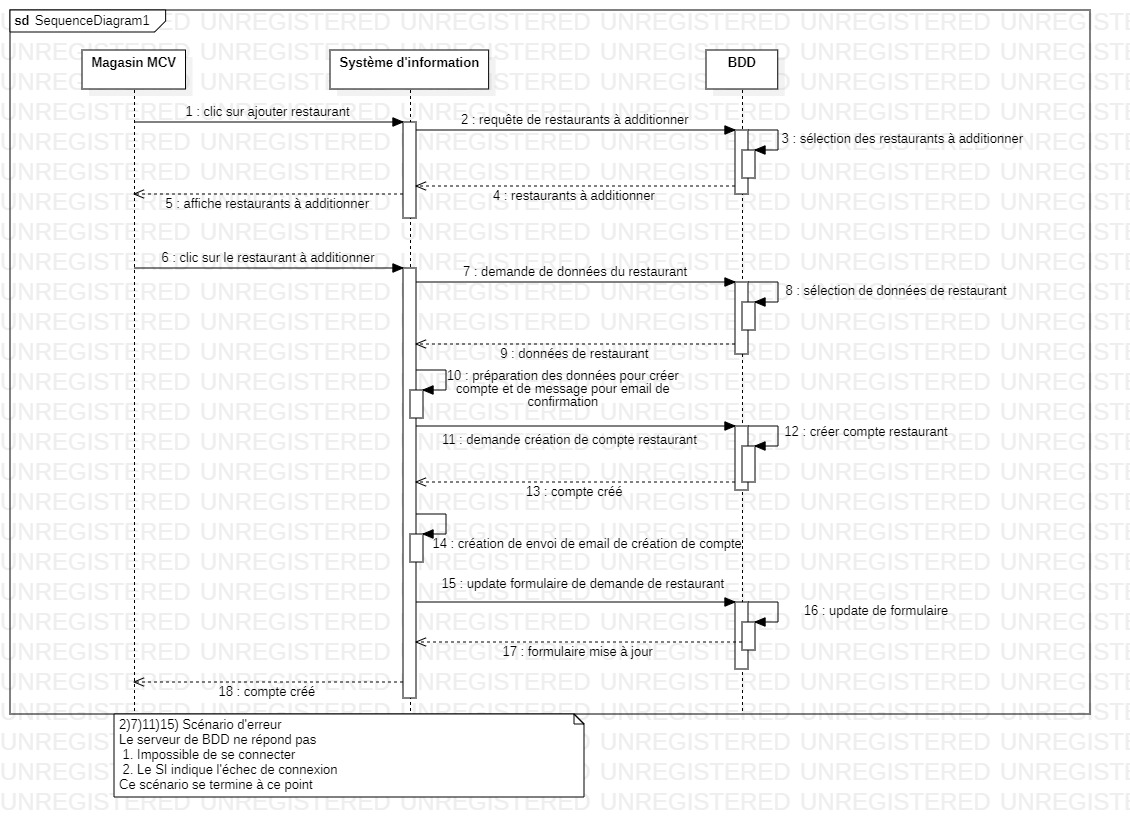 sd SequenceDiagram1
Magasin MCV
Système d'information
BDD
1 : clic sur ajouter restaurant
2 : requête de restaurants à additionner
3 : sélection des restaurants à additionner
4 : restaurants à additionner
5 : affiche restaurants à additionner
6 : clic sur le restaurant à additionner
7 : demande de données du restaurant
8 : sélection de données de restaurant
9 : données de restaurant
10 : préparation des données pour créer
compte et de message pour email de
confirmation
11 : demande création de compte restaurant
12 : créer compte restaurant
13 : compte créé
14 : création de envoi de email de création de compte
15 : update formulaire de demande de restaurant
16 : update de formulaire
17 : formulaire mise à jour
18 : compte créé
2)7)11)15) Scénario d'erreur
Le serveur de BDD ne répond pas
1. Impossible de se connecter
2. Le SI indique l'échec de connexion
Ce scénario se termine à ce point
UNREGISTERED